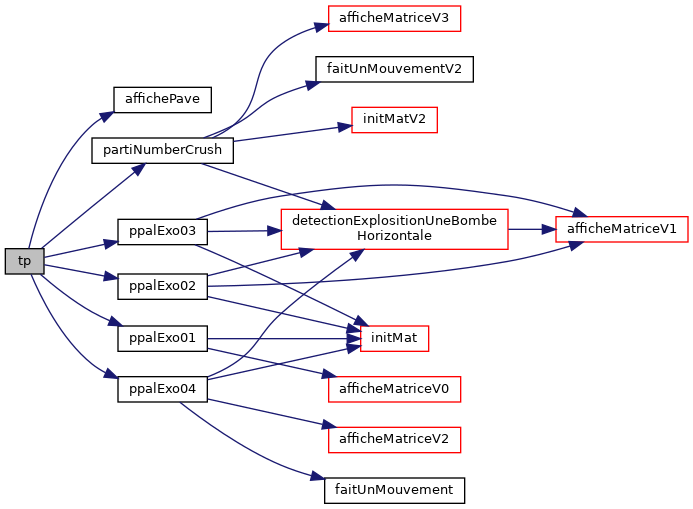 afficheMatriceV3
faitUnMouvementV2
affichePave
initMatV2
partiNumberCrush
detectionExplositionUneBombe
Horizontale
afficheMatriceV1
ppalExo03
tp
ppalExo02
ppalExo01
initMat
ppalExo04
afficheMatriceV0
afficheMatriceV2
faitUnMouvement